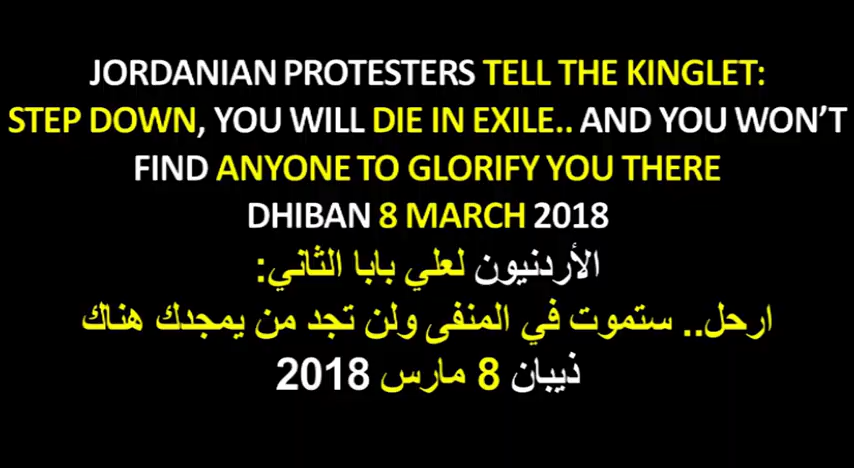 JORDANIAN PROTESTERS TELL THE KINGLET:
STEP DOWN, YOU WILL DIE IN EXILE.. AND YOU WON'T
FIND ANYONE TO GLORIFY YOU THERE
DHIBAN 8 MARCH 2018
الأردنيون لعلي بابا الثاني:
ارحل.. ستموت في المنفى ولن تجد من يمجدك هناك
ذيبان 8 مارس 2018